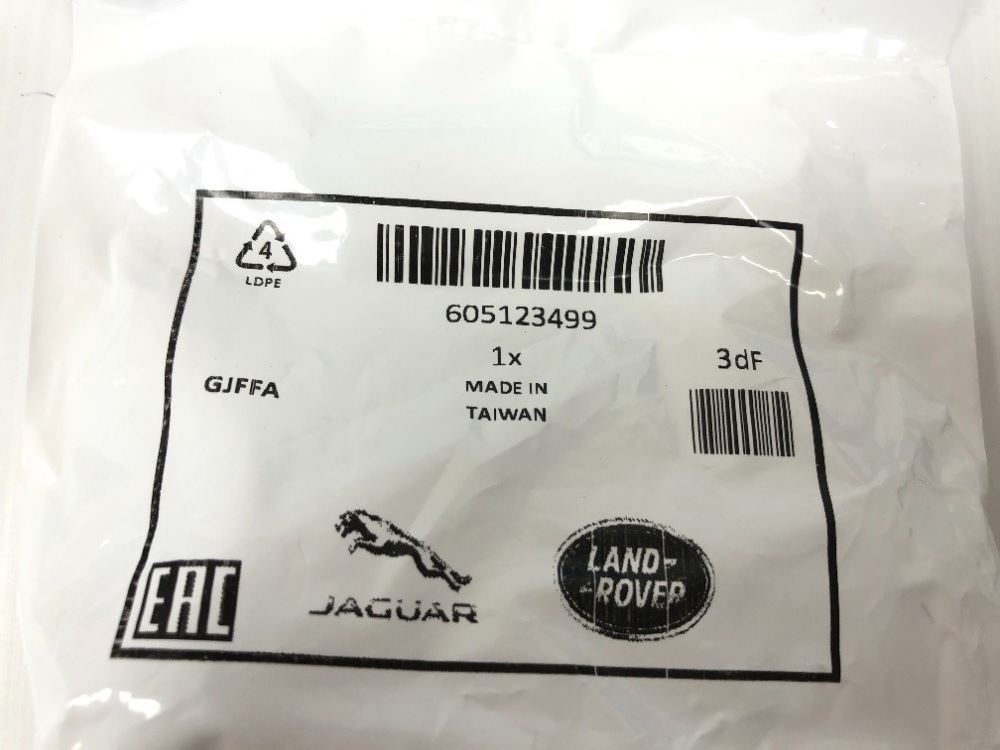 4
LDPE
605123499
1x
3dF
GJFFA
MADE IN
TAIWAN
EAC
JAGUAR
LAND-
-ROVER